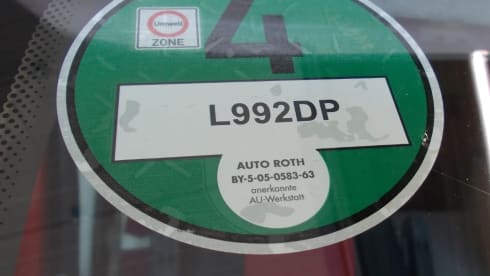 Umwelt
ZONE
4
L992DP
AUTO ROTH
BY-5-05-0583-63
anerkannte
AU-Werkstatt